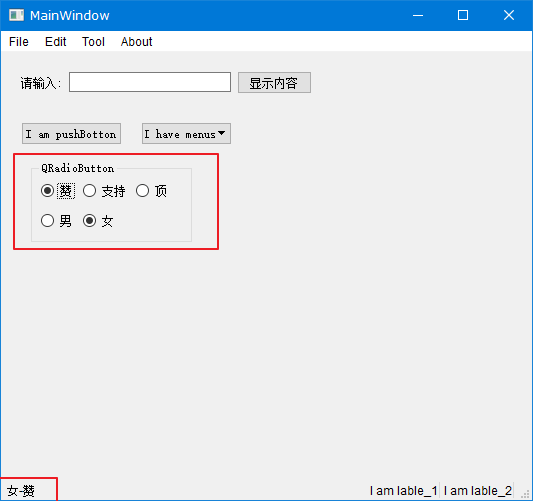 MainWindow
File Edit Tool About
请输入: 显示内容
I am pushBotton I have menus
QRadioButton
赞 支持 顶
男 女
女-赞 I am lable_1 I am lable_2